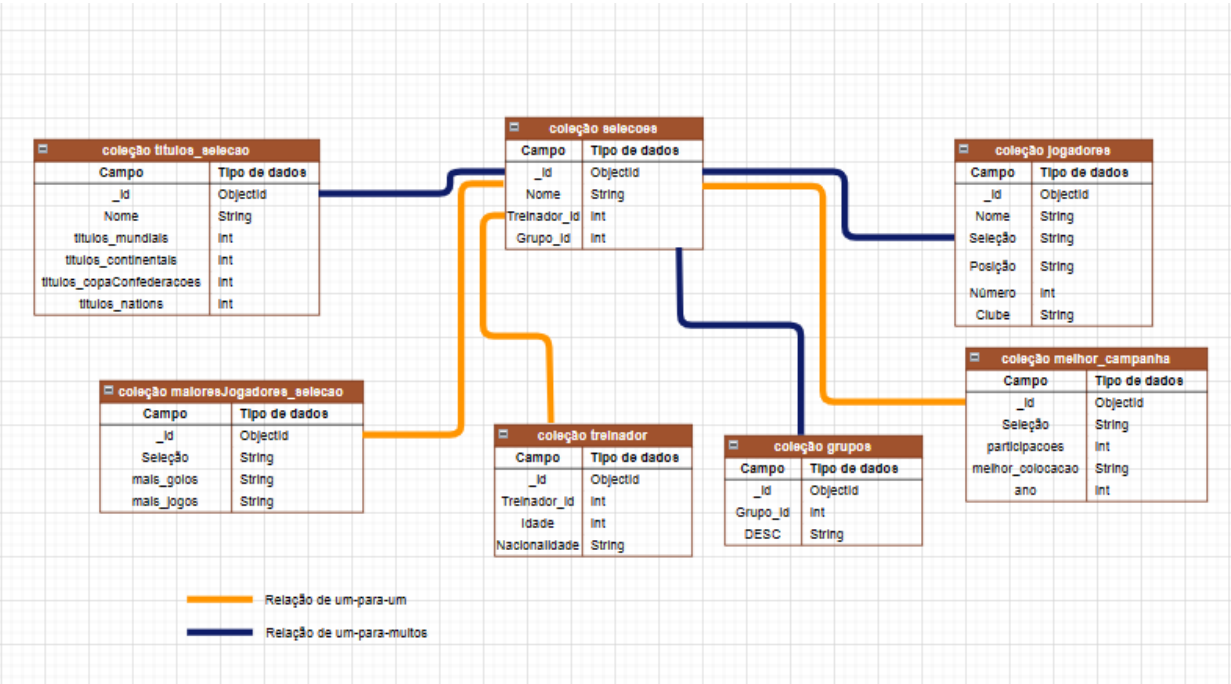 coleção titulos_selecao
Campo Tipo de dados
_id ObjectId
Nome String
titulos_mundiais Int
titulos_continentais Int
titulos_copaConfederacoes Int
titulos_nations Int
coleção selecoes
Campo Tipo de dados
_id ObjectId
Nome String
Treinador_id Int
Grupo_id Int
coleção jogadores
Campo Tipo de dados
_id ObjectId
Nome String
Seleção String
Posição String
Número Int
Clube String
coleção maioresJogadores_selecao
Campo Tipo de dados
_id ObjectId
Seleção String
mais_golos String
mais_jogos String
coleção treinador
Campo Tipo de dados
_id ObjectId
Treinador_id Int
Idade Int
Nacionalidade String
coleção grupos
Campo Tipo de dados
_id ObjectId
Grupo_id Int
DESC String
coleção melhor_campanha
Campo Tipo de dados
_id ObjectId
Seleção String
participacoes Int
melhor_colocacao String
ano Int
Relação de um-para-um
Relação de um-para-muitos